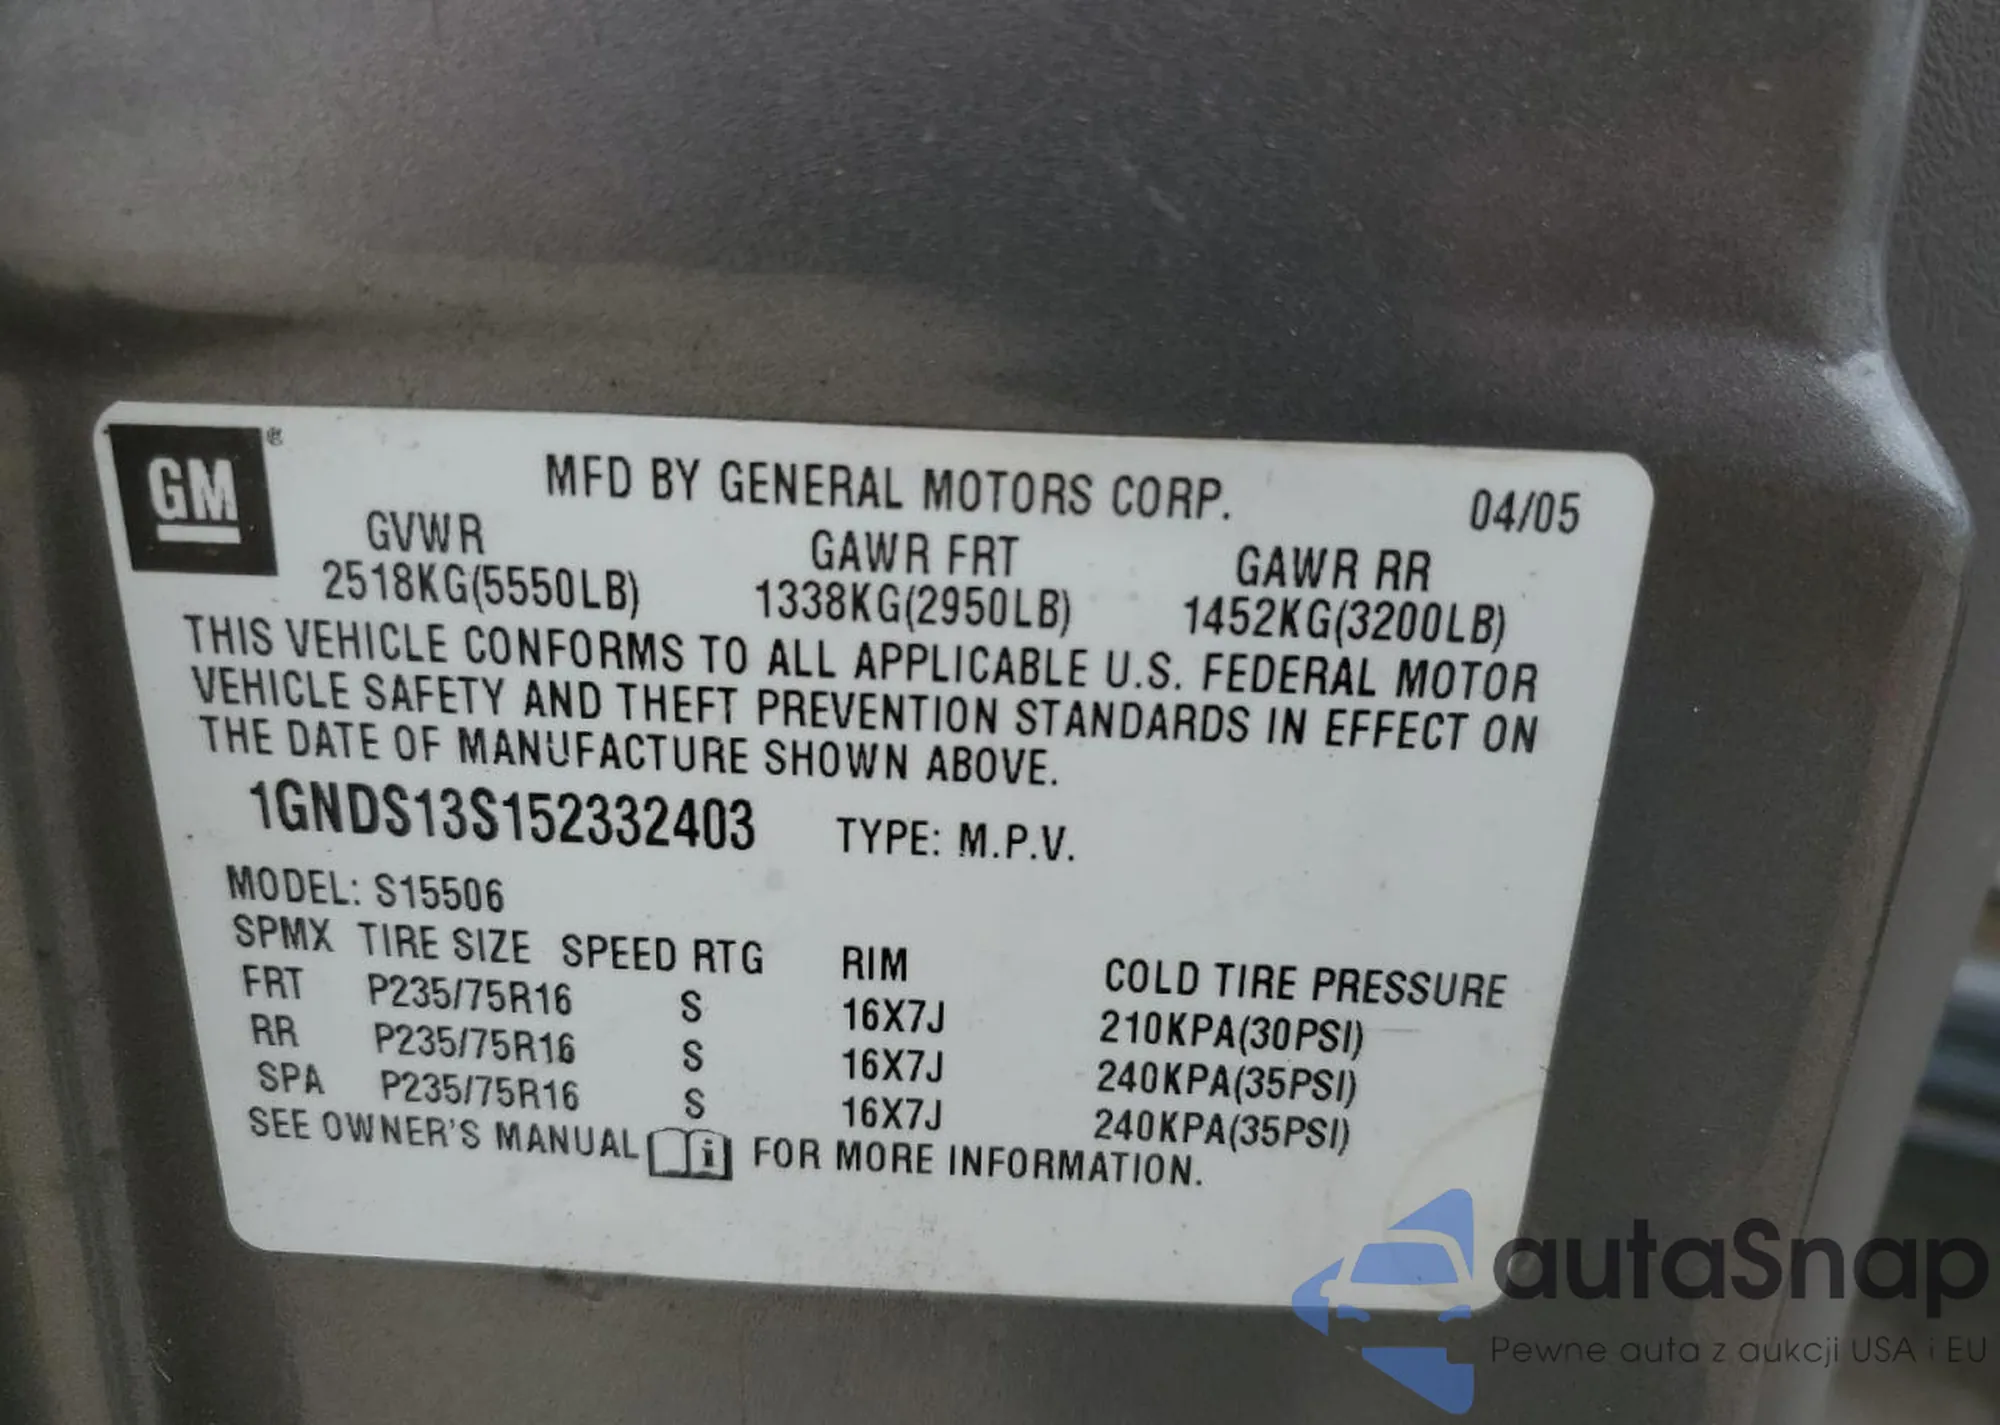 GM ®
MFD BY GENERAL MOTORS CORP. 04/05
GVWR GAWR FRT GAWR RR
2518KG(5550LB) 1338KG(2950LB) 1452KG(3200LB)
THIS VEHICLE CONFORMS TO ALL APPLICABLE U.S. FEDERAL MOTOR
VEHICLE SAFETY AND THEFT PREVENTION STANDARDS IN EFFECT ON
THE DATE OF MANUFACTURE SHOWN ABOVE.
1GNDS13S152332403 TYPE: M.P.V.
MODEL: S15506
SPMX TIRE SIZE SPEED RTG RIM COLD TIRE PRESSURE
FRT P235/75R16 S 16X7J 210KPA(30PSI)
RR P235/75R16 S 16X7J 240KPA(35PSI)
SPA P235/75R16 S 16X7J 240KPA(35PSI)
SEE OWNER'S MANUAL i FOR MORE INFORMATION.
autaSnap
Pewne auta z aukcji USA i EU